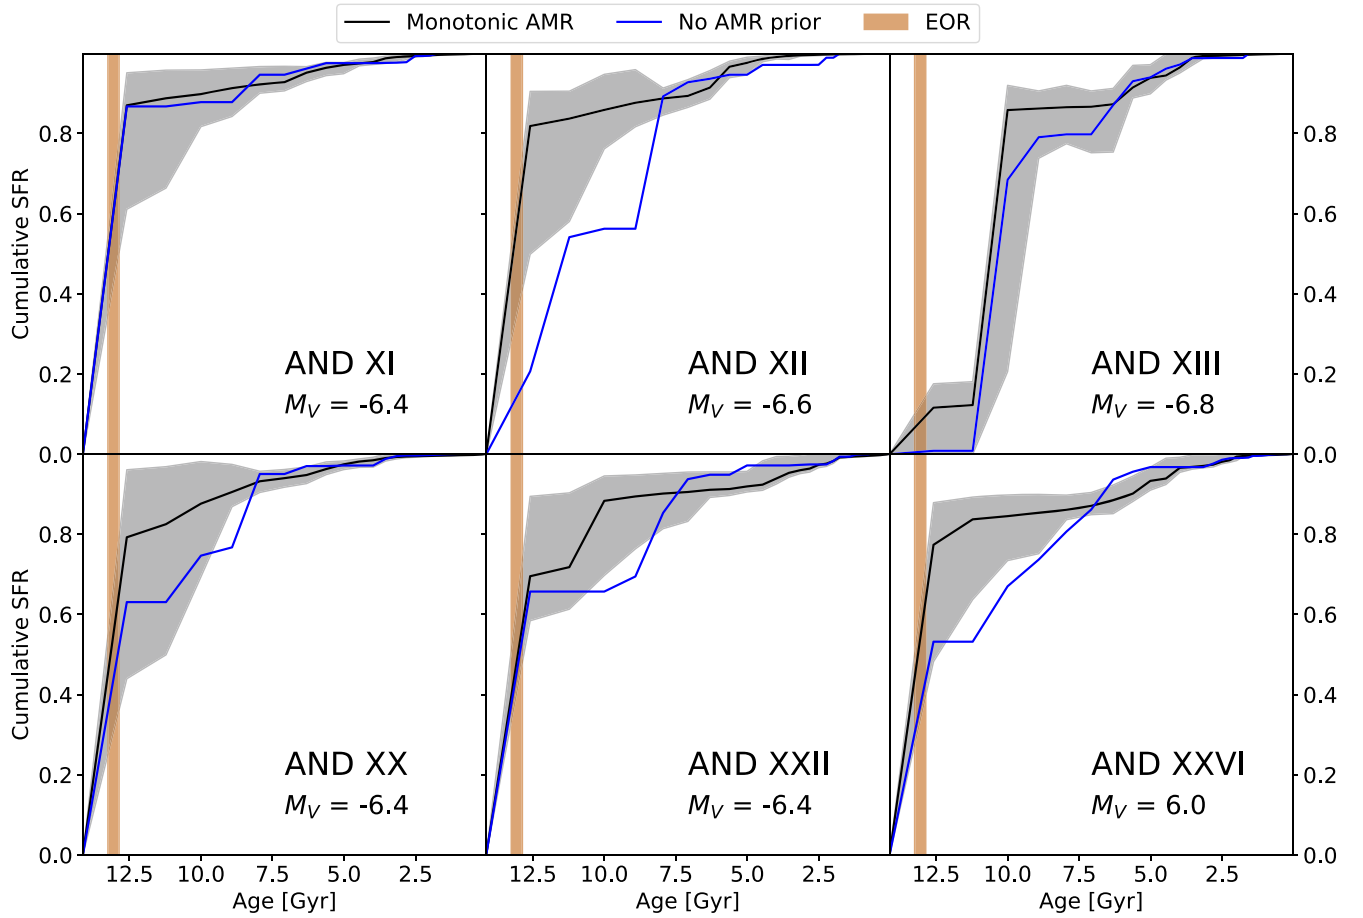 Monotonic AMR No AMR prior EOR
Cumulative SFR
0.8
0.6
0.4
0.2
0.0
AND XI
M_V = -6.4
AND XII
M_V = -6.6
AND XIII
M_V = -6.8
0.8
0.6
0.4
0.2
0.0
Cumulative SFR
0.8
0.6
0.4
0.2
0.0
AND XX
M_V = -6.4
AND XXII
M_V = -6.4
AND XXVI
M_V = 6.0
0.8
0.6
0.4
0.2
0.0
12.5 10.0 7.5 5.0 2.5 12.5 10.0 7.5 5.0 2.5 12.5 10.0 7.5 5.0 2.5
Age [Gyr] Age [Gyr] Age [Gyr]